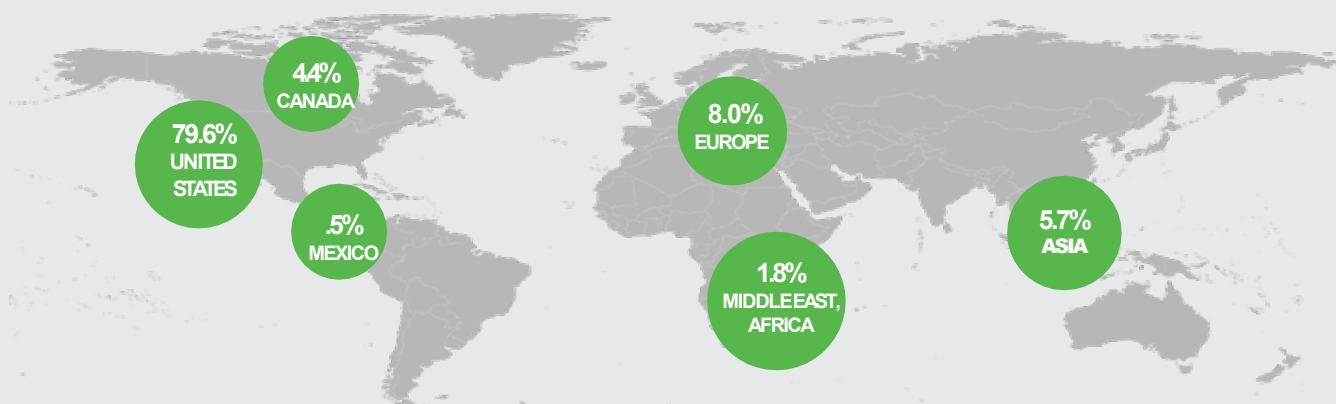 4.4%
CANADA
79.6%
UNITED
STATES
.5%
MEXICO
8.0%
EUROPE
1.8%
MIDDLE EAST,
AFRICA
5.7%
ASIA